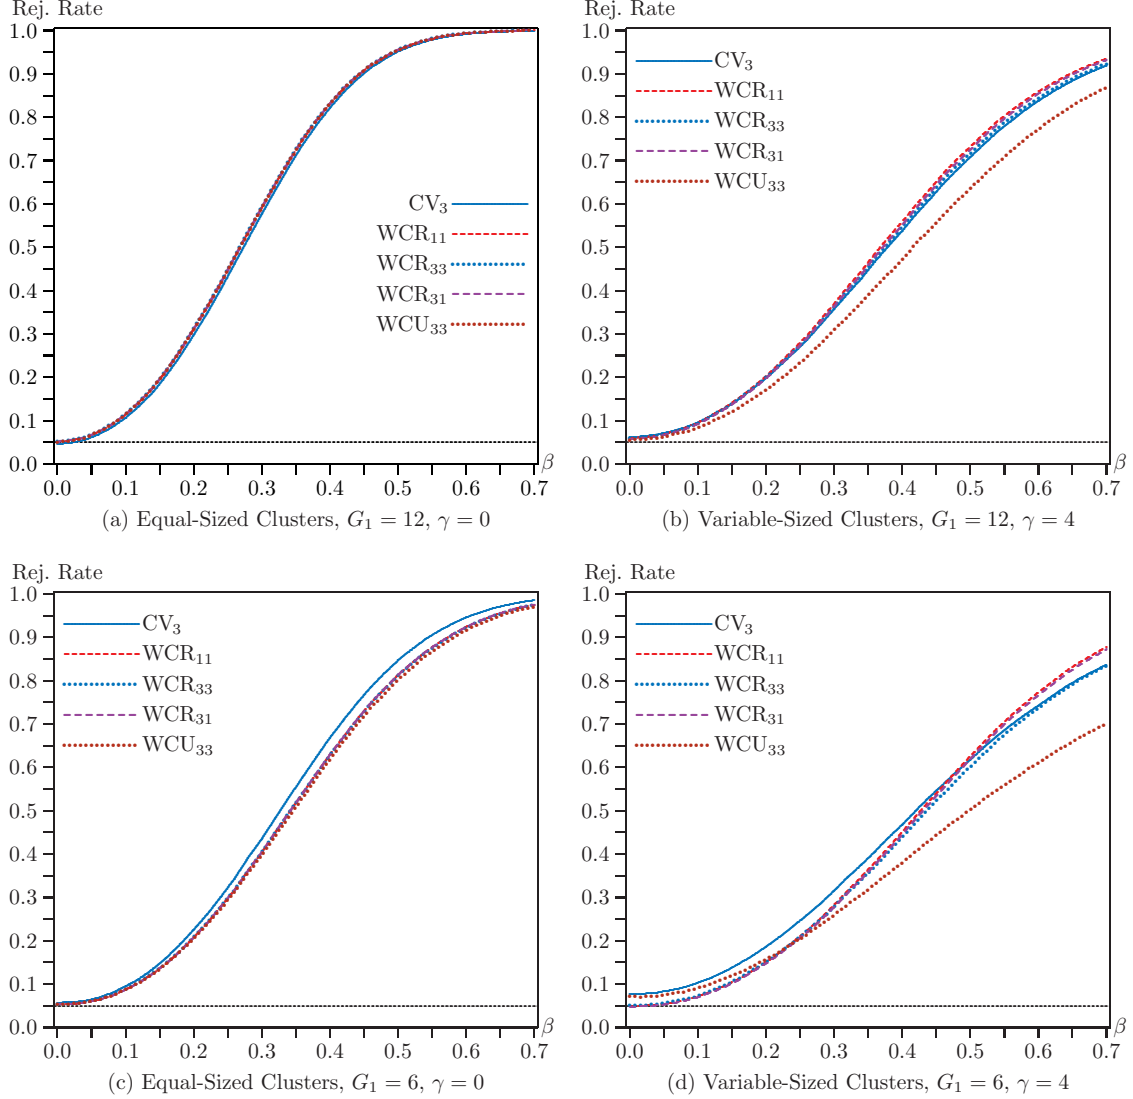 Rej. Rate
1.0
0.9
0.8
0.7
0.6
0.5
0.4
0.3
0.2
0.1
0.0
CV₃
WCR₁₁
WCR₃₃
WCR₃₁
WCU₃₃
β
0.0 0.1 0.2 0.3 0.4 0.5 0.6 0.7
(a) Equal-Sized Clusters, G₁ = 12, γ = 0
Rej. Rate
1.0
0.9
0.8
0.7
0.6
0.5
0.4
0.3
0.2
0.1
0.0
CV₃
WCR₁₁
WCR₃₃
WCR₃₁
WCU₃₃
β
0.0 0.1 0.2 0.3 0.4 0.5 0.6 0.7
(b) Variable-Sized Clusters, G₁ = 12, γ = 4
Rej. Rate
1.0
0.9
0.8
0.7
0.6
0.5
0.4
0.3
0.2
0.1
0.0
CV₃
WCR₁₁
WCR₃₃
WCR₃₁
WCU₃₃
β
0.0 0.1 0.2 0.3 0.4 0.5 0.6 0.7
(c) Equal-Sized Clusters, G₁ = 6, γ = 0
Rej. Rate
1.0
0.9
0.8
0.7
0.6
0.5
0.4
0.3
0.2
0.1
0.0
CV₃
WCR₁₁
WCR₃₃
WCR₃₁
WCU₃₃
β
0.0 0.1 0.2 0.3 0.4 0.5 0.6 0.7
(d) Variable-Sized Clusters, G₁ = 6, γ = 4